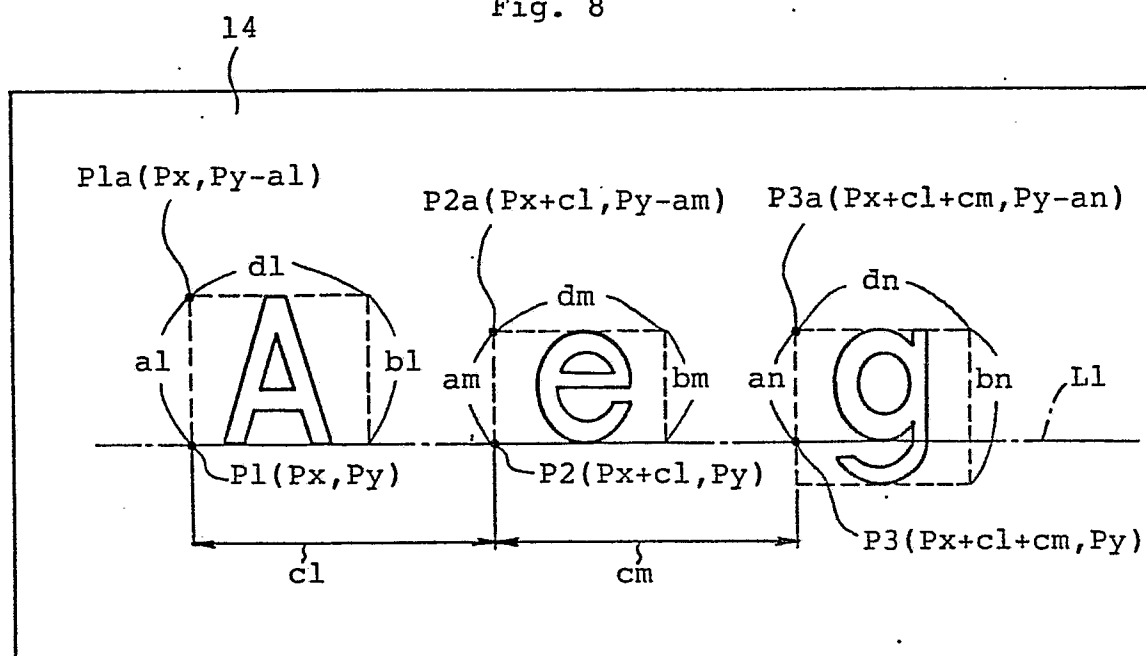 Fig. 8
14
P1a(Px,Py-a1)
P2a(Px+c1,Py-am)
P3a(Px+c1+cm,Py-an)
d1
dm
dn
a1
A
b1
am
e
bm
an
g
bn
L1
P1(Px,Py)
P2(Px+c1,Py)
P3(Px+c1+cm,Py)
c1
cm